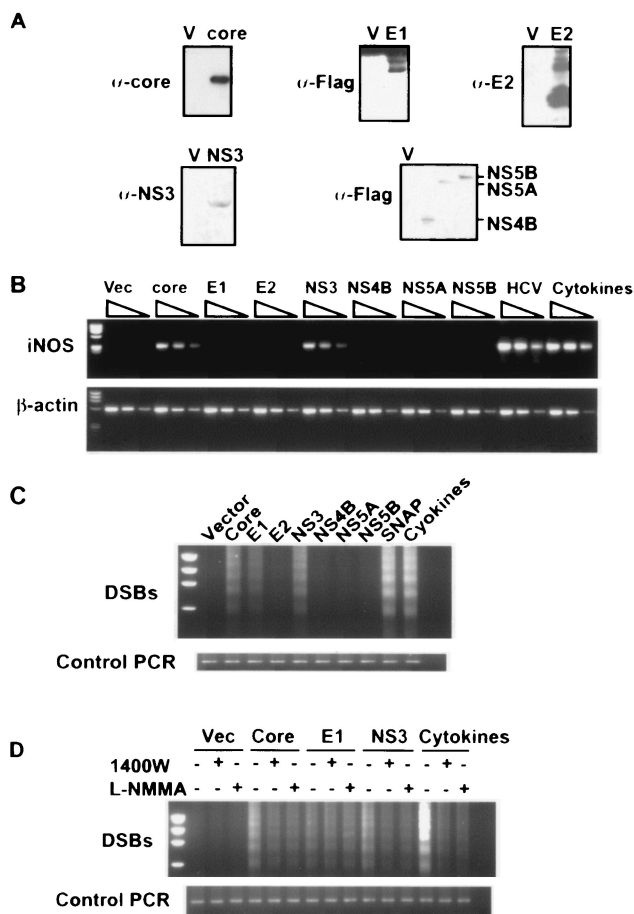 A
V core
α-core
V E1
α-Flag
V E2
α-E2
V NS3
α-NS3
V
α-Flag
NS5B
NS5A
NS4B
B
Vec core E1 E2 NS3 NS4B NS5A NS5B HCV Cytokines
iNOS
β-actin
C
Vector Core E1 E2 NS3 NS4B NS5A NS5B SNAP Cyokines
DSBs
Control PCR
D
Vec Core E1 NS3 Cytokines
1400W - + - - + - - + - - + - - + -
L-NMMA - - + - - + - - + - - + - - +
DSBs
Control PCR